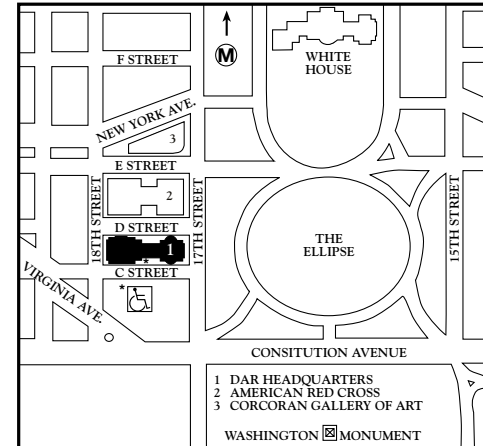 M
WHITE
HOUSE
F STREET
NEW YORK AVE.
3
E STREET
2
18TH STREET
17TH STREET
15TH STREET
D STREET
1
*
THE
ELLIPSE
C STREET
VIRGINIA AVE.
*
CONSITUTION AVENUE
1 DAR HEADQUARTERS
2 AMERICAN RED CROSS
3 CORCORAN GALLERY OF ART
WASHINGTON MONUMENT